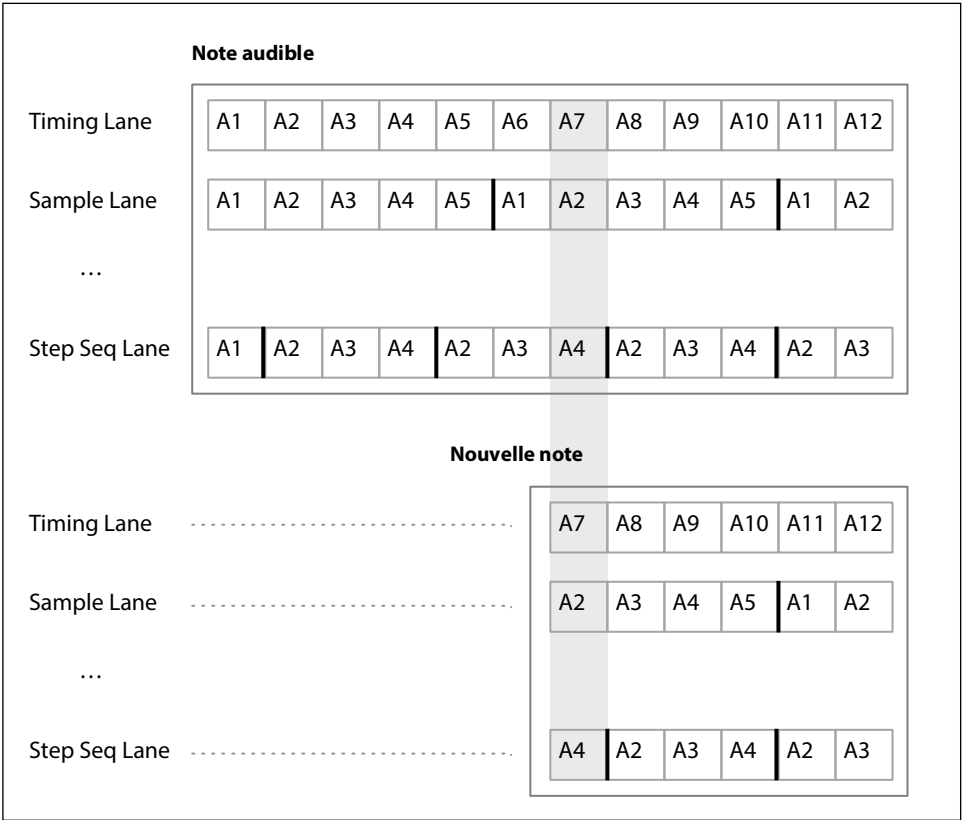 Note audible
Timing Lane A1 A2 A3 A4 A5 A6 A7 A8 A9 A10 A11 A12
Sample Lane A1 A2 A3 A4 A5 A1 A2 A3 A4 A5 A1 A2
...
Step Seq Lane A1 A2 A3 A4 A2 A3 A4 A2 A3 A4 A2 A3
Nouvelle note
Timing Lane A7 A8 A9 A10 A11 A12
Sample Lane A2 A3 A4 A5 A1 A2
...
Step Seq Lane A4 A2 A3 A4 A2 A3